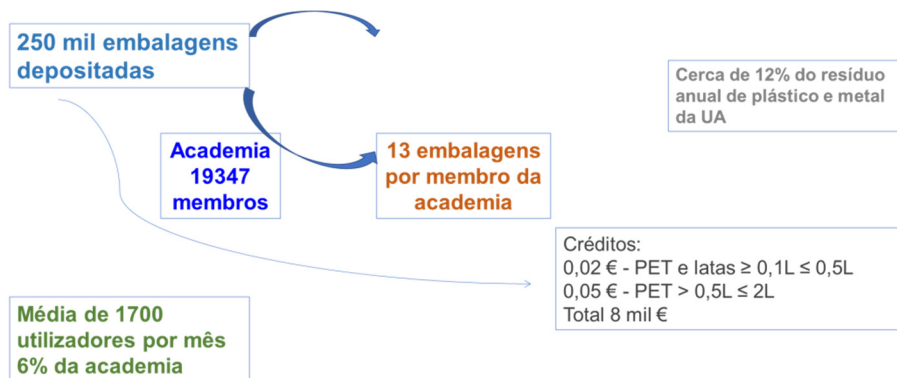 250 mil embalagens
depositadas
Cerca de 12% do resíduo
anual de plástico e metal
da UA
Academia
19347
membros
13 embalagens
por membro da
academia
Créditos:
0,02 € - PET e latas ≥ 0,1L ≤ 0,5L
0,05 € - PET > 0,5L ≤ 2L
Total 8 mil €
Média de 1700
utilizadores por mês
6% da academia